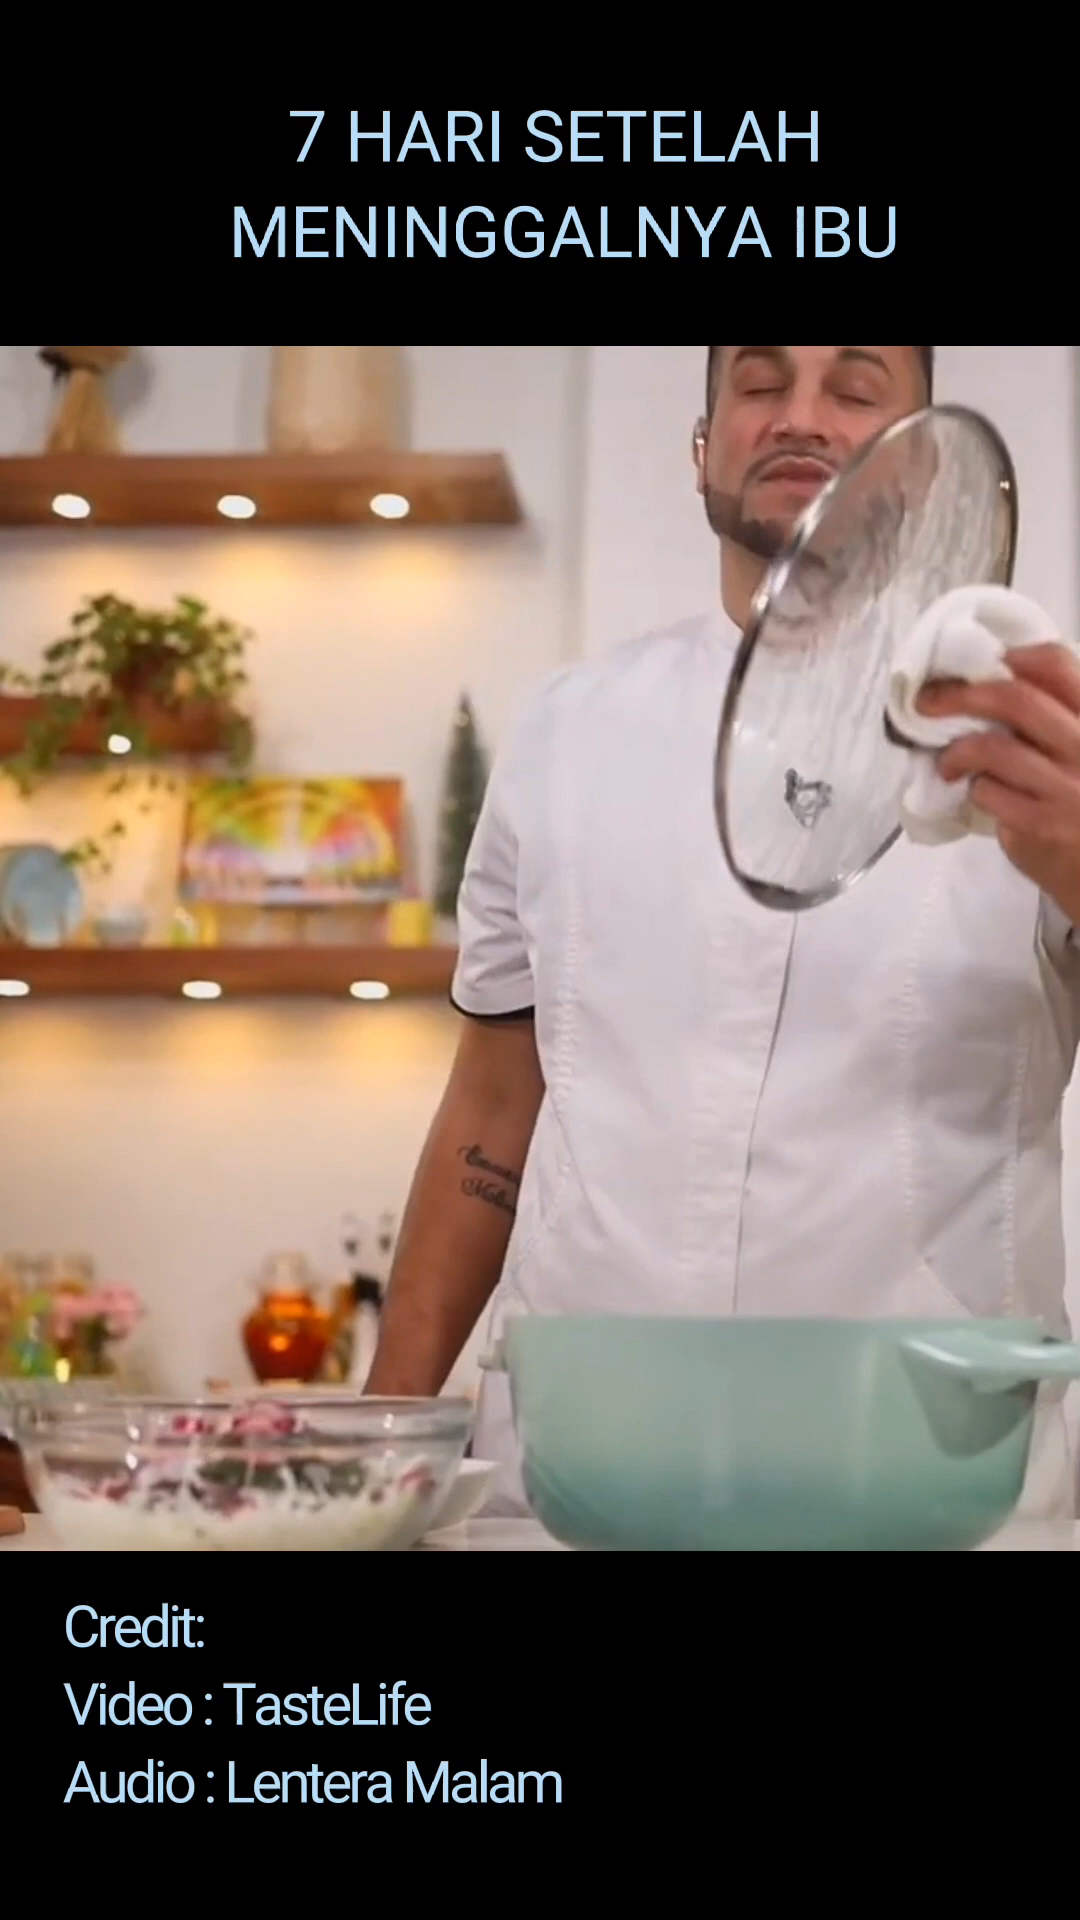 7 HARI SETELAH
MENINGGALNYA IBU
Credit:
Video : TasteLife
Audio : Lentera Malam